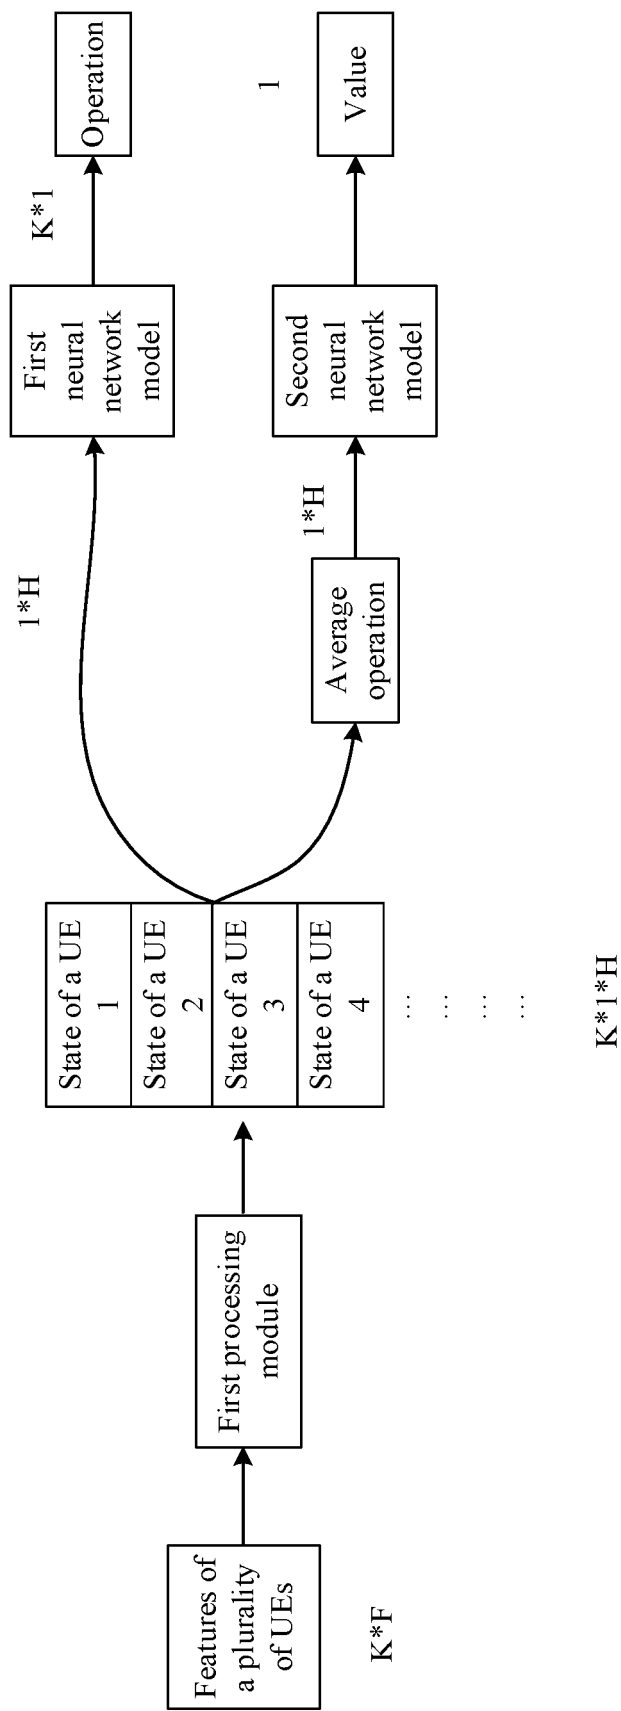 Features of
a plurality
of UEs
K*F
First processing
module
State of a UE
1
State of a UE
2
State of a UE
3
State of a UE
4
......
......
......
......
K*1*H
1*H
First
neural
network
model
K*1
Operation
Average
operation
1*H
Second
neural
network
model
1
Value